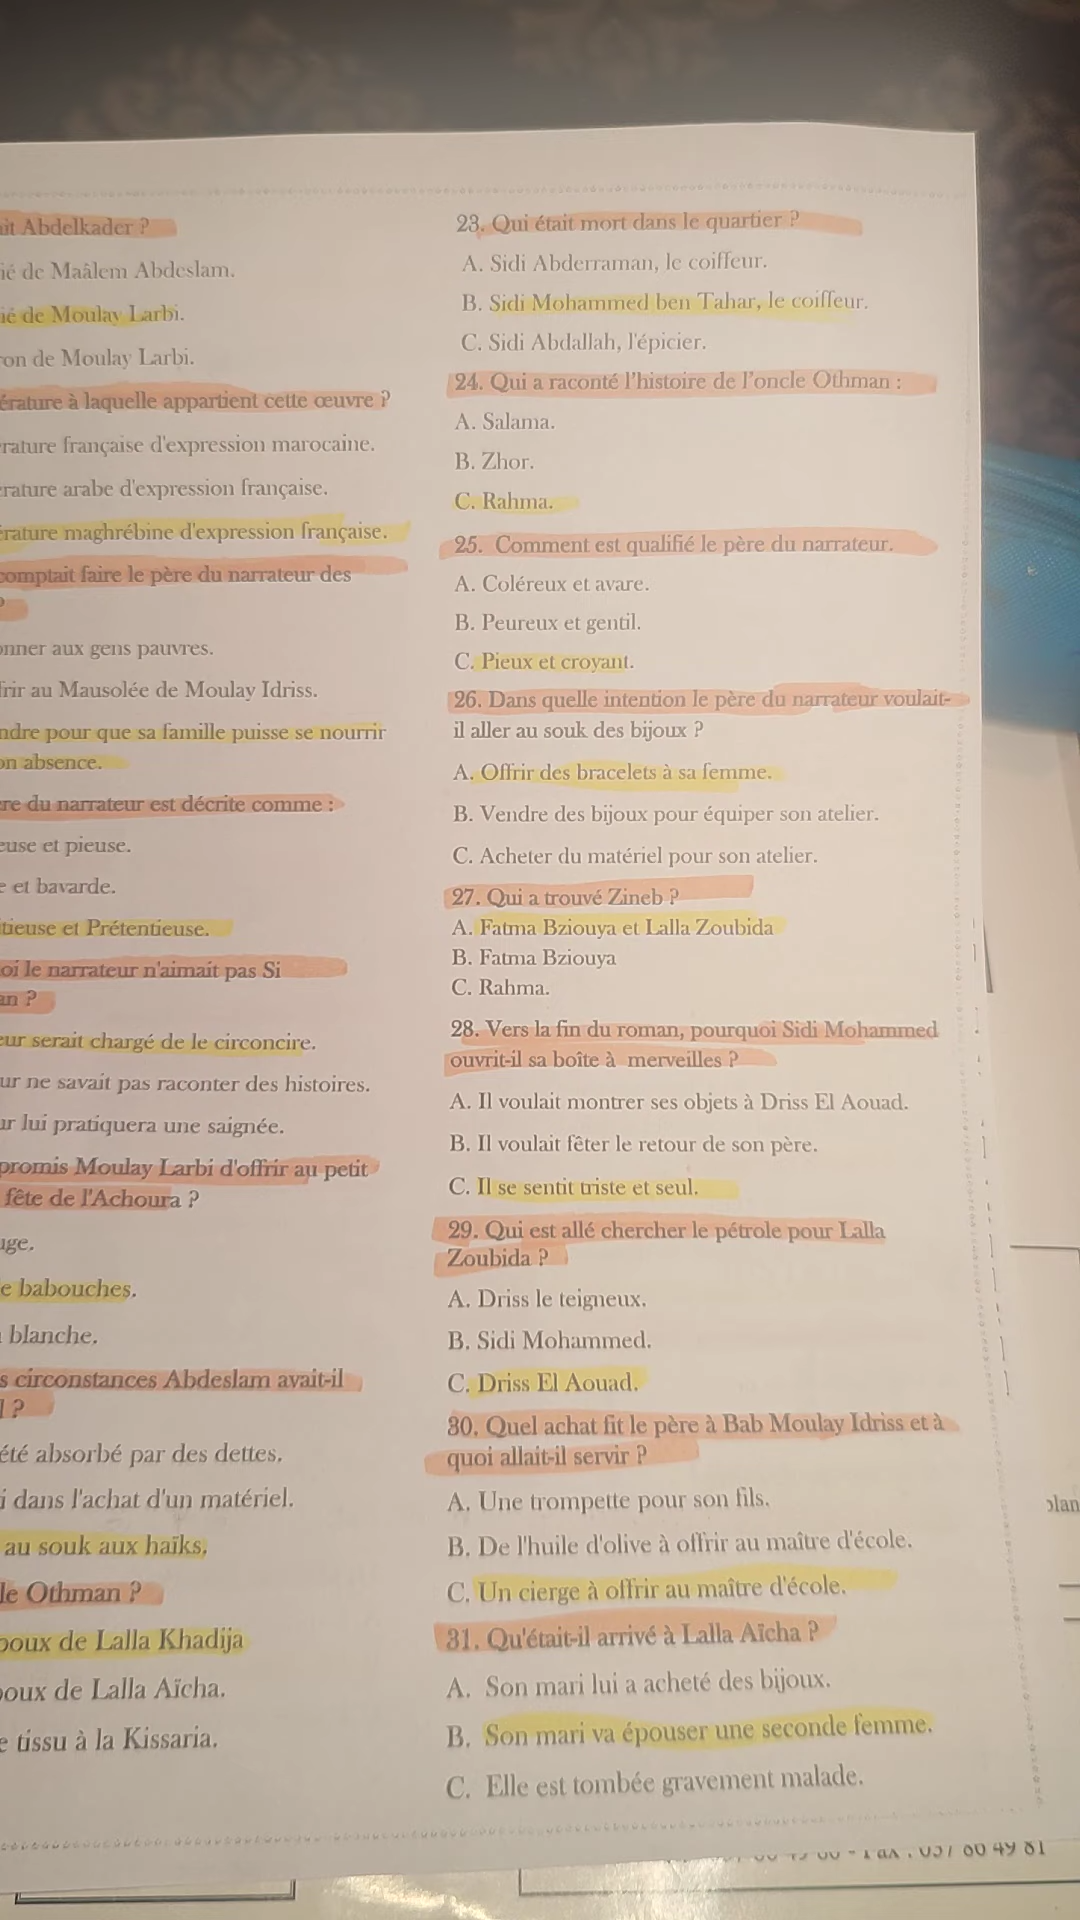 it Abdelkader ?
ié de Maâlem Abdeslam.
ié de Moulay Larbi.
on de Moulay Larbi.
érature à laquelle appartient cette œuvre ?
rature française d'expression marocaine.
érature arabe d'expression française.
érature maghrébine d'expression française.
comptait faire le père du narrateur des
?
onner aux gens pauvres.
frir au Mausolée de Moulay Idriss.
ndre pour que sa famille puisse se nourrir
on absence.
re du narrateur est décrite comme :
euse et pieuse.
e et bavarde.
tieuse et Prétentieuse.
oi le narrateur n'aimait pas Si
an ?
eur serait chargé de le circoncire.
ur ne savait pas raconter des histoires.
ur lui pratiquera une saignée.
promis Moulay Larbi d'offrir au petit
fête de l'Achoura ?
uge.
e babouches.
blanche.
s circonstances Abdeslam avait-il
l ?
été absorbé par des dettes.
i dans l'achat d'un matériel.
au souk aux haïks.
le Othman ?
poux de Lalla Khadija
poux de Lalla Aïcha.
e tissu à la Kissaria.
23. Qui était mort dans le quartier ?
A. Sidi Abderraman, le coiffeur.
B. Sidi Mohammed ben Tahar, le coiffeur.
C. Sidi Abdallah, l'épicier.
24. Qui a raconté l'histoire de l'oncle Othman :
A. Salama.
B. Zhor.
C. Rahma.
25. Comment est qualifié le père du narrateur.
A. Coléreux et avare.
B. Peureux et gentil.
C. Pieux et croyant.
26. Dans quelle intention le père du narrateur voulait-
il aller au souk des bijoux ?
A. Offrir des bracelets à sa femme.
B. Vendre des bijoux pour équiper son atelier.
C. Acheter du matériel pour son atelier.
27. Qui a trouvé Zineb ?
A. Fatma Bziouya et Lalla Zoubida
B. Fatma Bziouya
C. Rahma.
28. Vers la fin du roman, pourquoi Sidi Mohammed
ouvrit-il sa boîte à merveilles ?
A. Il voulait montrer ses objets à Driss El Aouad.
B. Il voulait fêter le retour de son père.
C. Il se sentit triste et seul.
29. Qui est allé chercher le pétrole pour Lalla
Zoubida ?
A. Driss le teigneux.
B. Sidi Mohammed.
C. Driss El Aouad.
30. Quel achat fit le père à Bab Moulay Idriss et à
quoi allait-il servir ?
A. Une trompette pour son fils.
B. De l'huile d'olive à offrir au maître d'école.
C. Un cierge à offrir au maître d'école.
31. Qu'était-il arrivé à Lalla Aïcha ?
A. Son mari lui a acheté des bijoux.
B. Son mari va épouser une seconde femme.
C. Elle est tombée gravement malade.
plan
80 49 81